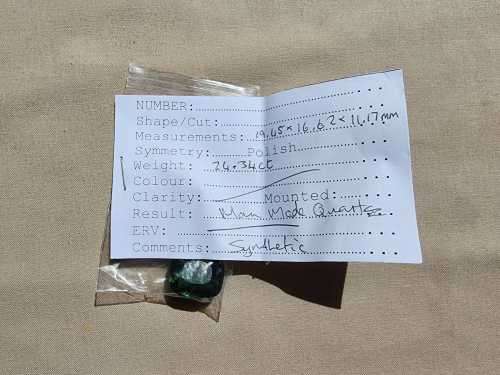 NUMBER:
Shape/Cut:
Measurements: 19.45 x 16.62 x 11.17mm
Symmetry: Polish
Weight: 24.34ct
Colour:
Clarity: Mounted:
Result: Man Made Quartz
ERV:
Comments: Synthetic